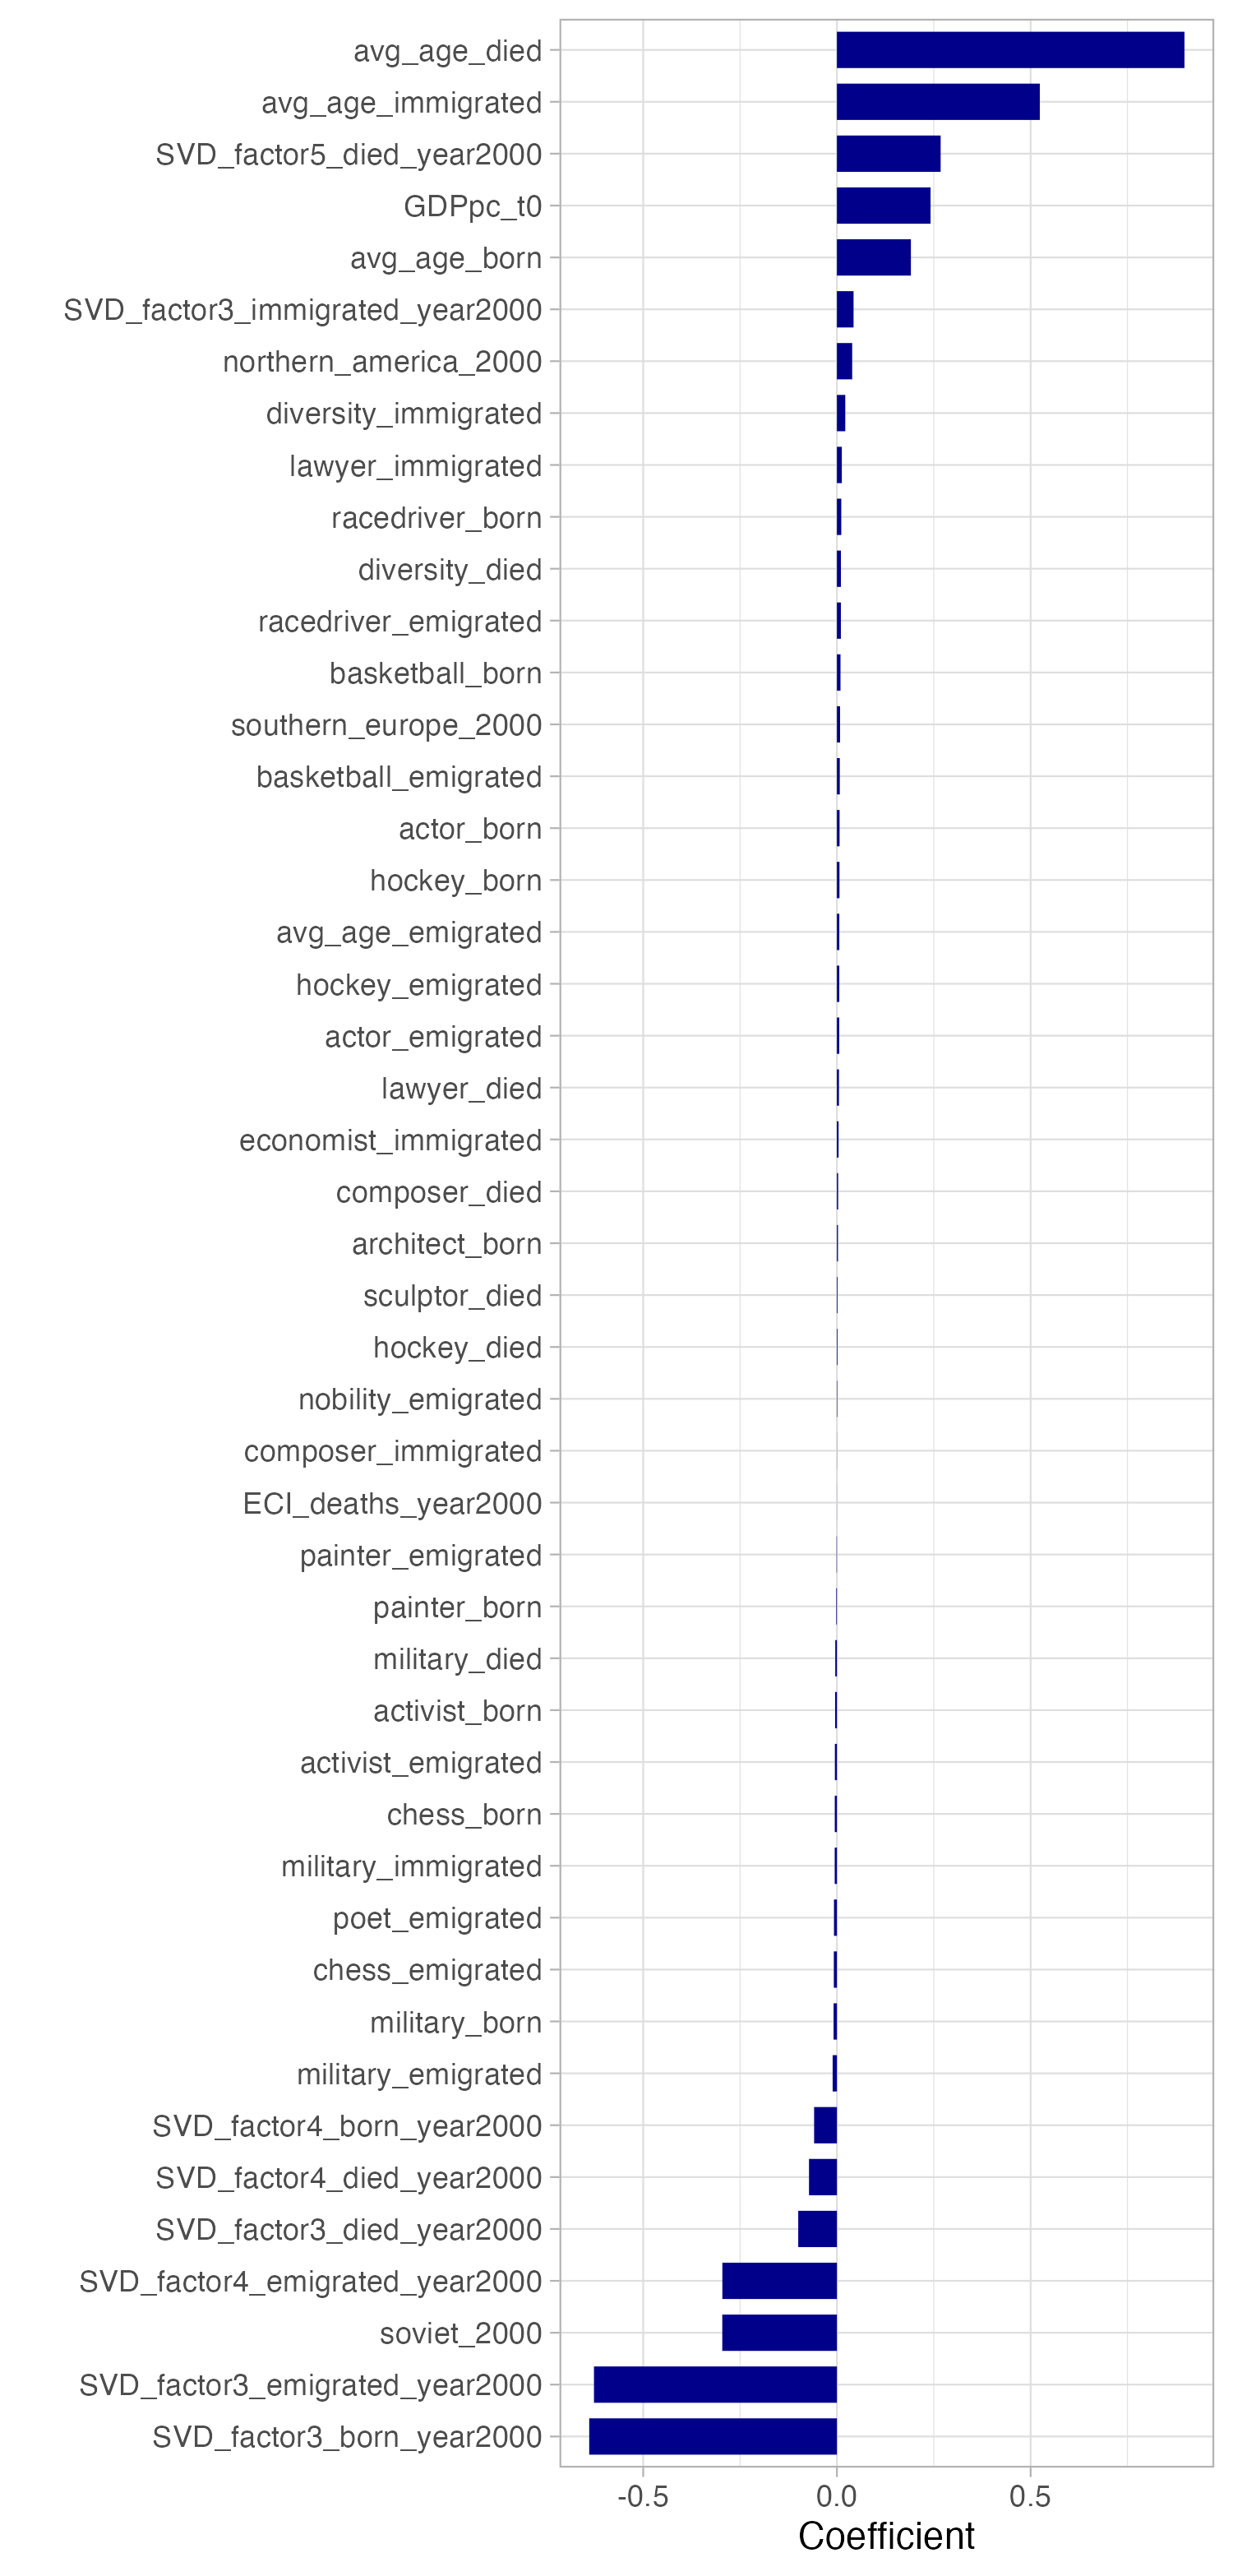 avg_age_died
avg_age_immigrated
SVD_factor5_died_year2000
GDPpc_t0
avg_age_born
SVD_factor3_immigrated_year2000
northern_america_2000
diversity_immigrated
lawyer_immigrated
racedriver_born
diversity_died
racedriver_emigrated
basketball_born
southern_europe_2000
basketball_emigrated
actor_born
hockey_born
avg_age_emigrated
hockey_emigrated
actor_emigrated
lawyer_died
economist_immigrated
composer_died
architect_born
sculptor_died
hockey_died
nobility_emigrated
composer_immigrated
ECI_deaths_year2000
painter_emigrated
painter_born
military_died
activist_born
activist_emigrated
chess_born
military_immigrated
poet_emigrated
chess_emigrated
military_born
military_emigrated
SVD_factor4_born_year2000
SVD_factor4_died_year2000
SVD_factor3_died_year2000
SVD_factor4_emigrated_year2000
soviet_2000
SVD_factor3_emigrated_year2000
SVD_factor3_born_year2000
-0.5 0.0 0.5
Coefficient